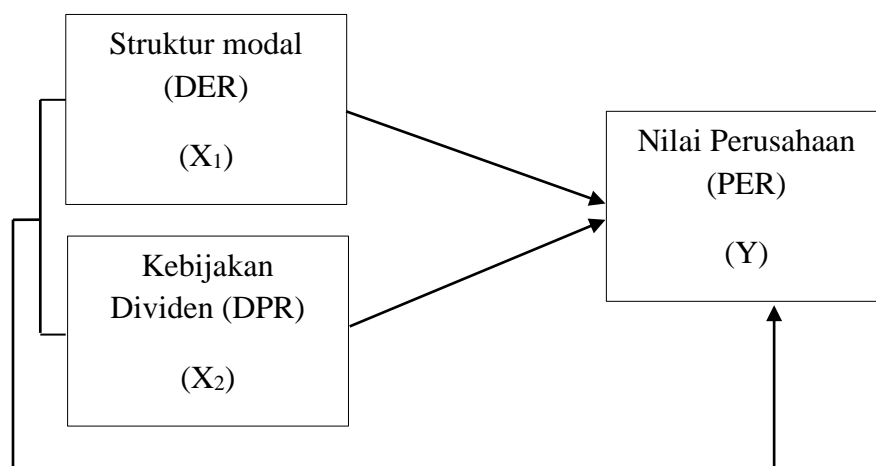 Struktur modal
(DER)
(X₁)
Nilai Perusahaan
(PER)
(Y)
Kebijakan
Dividen (DPR)
(X₂)